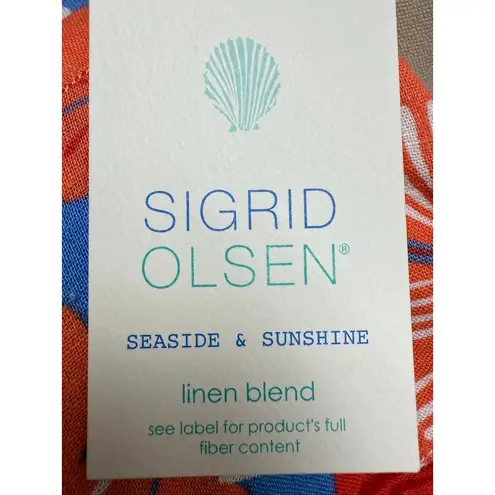 SIGRID
OLSEN®
SEASIDE & SUNSHINE
linen blend
see label for product's full
fiber content